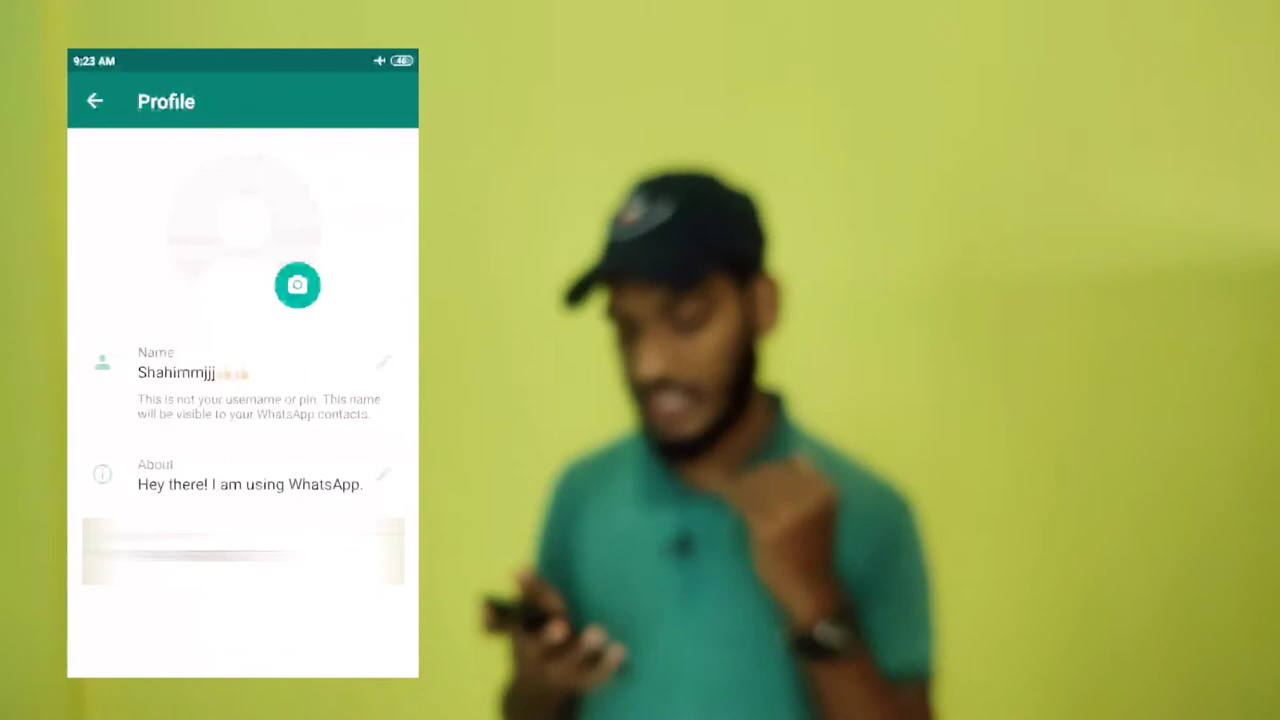 9:23 AM
46
Profile
Name
Shahimmjjj👍👍
This is not your username or pin. This name
will be visible to your WhatsApp contacts.
About
Hey there! I am using WhatsApp.